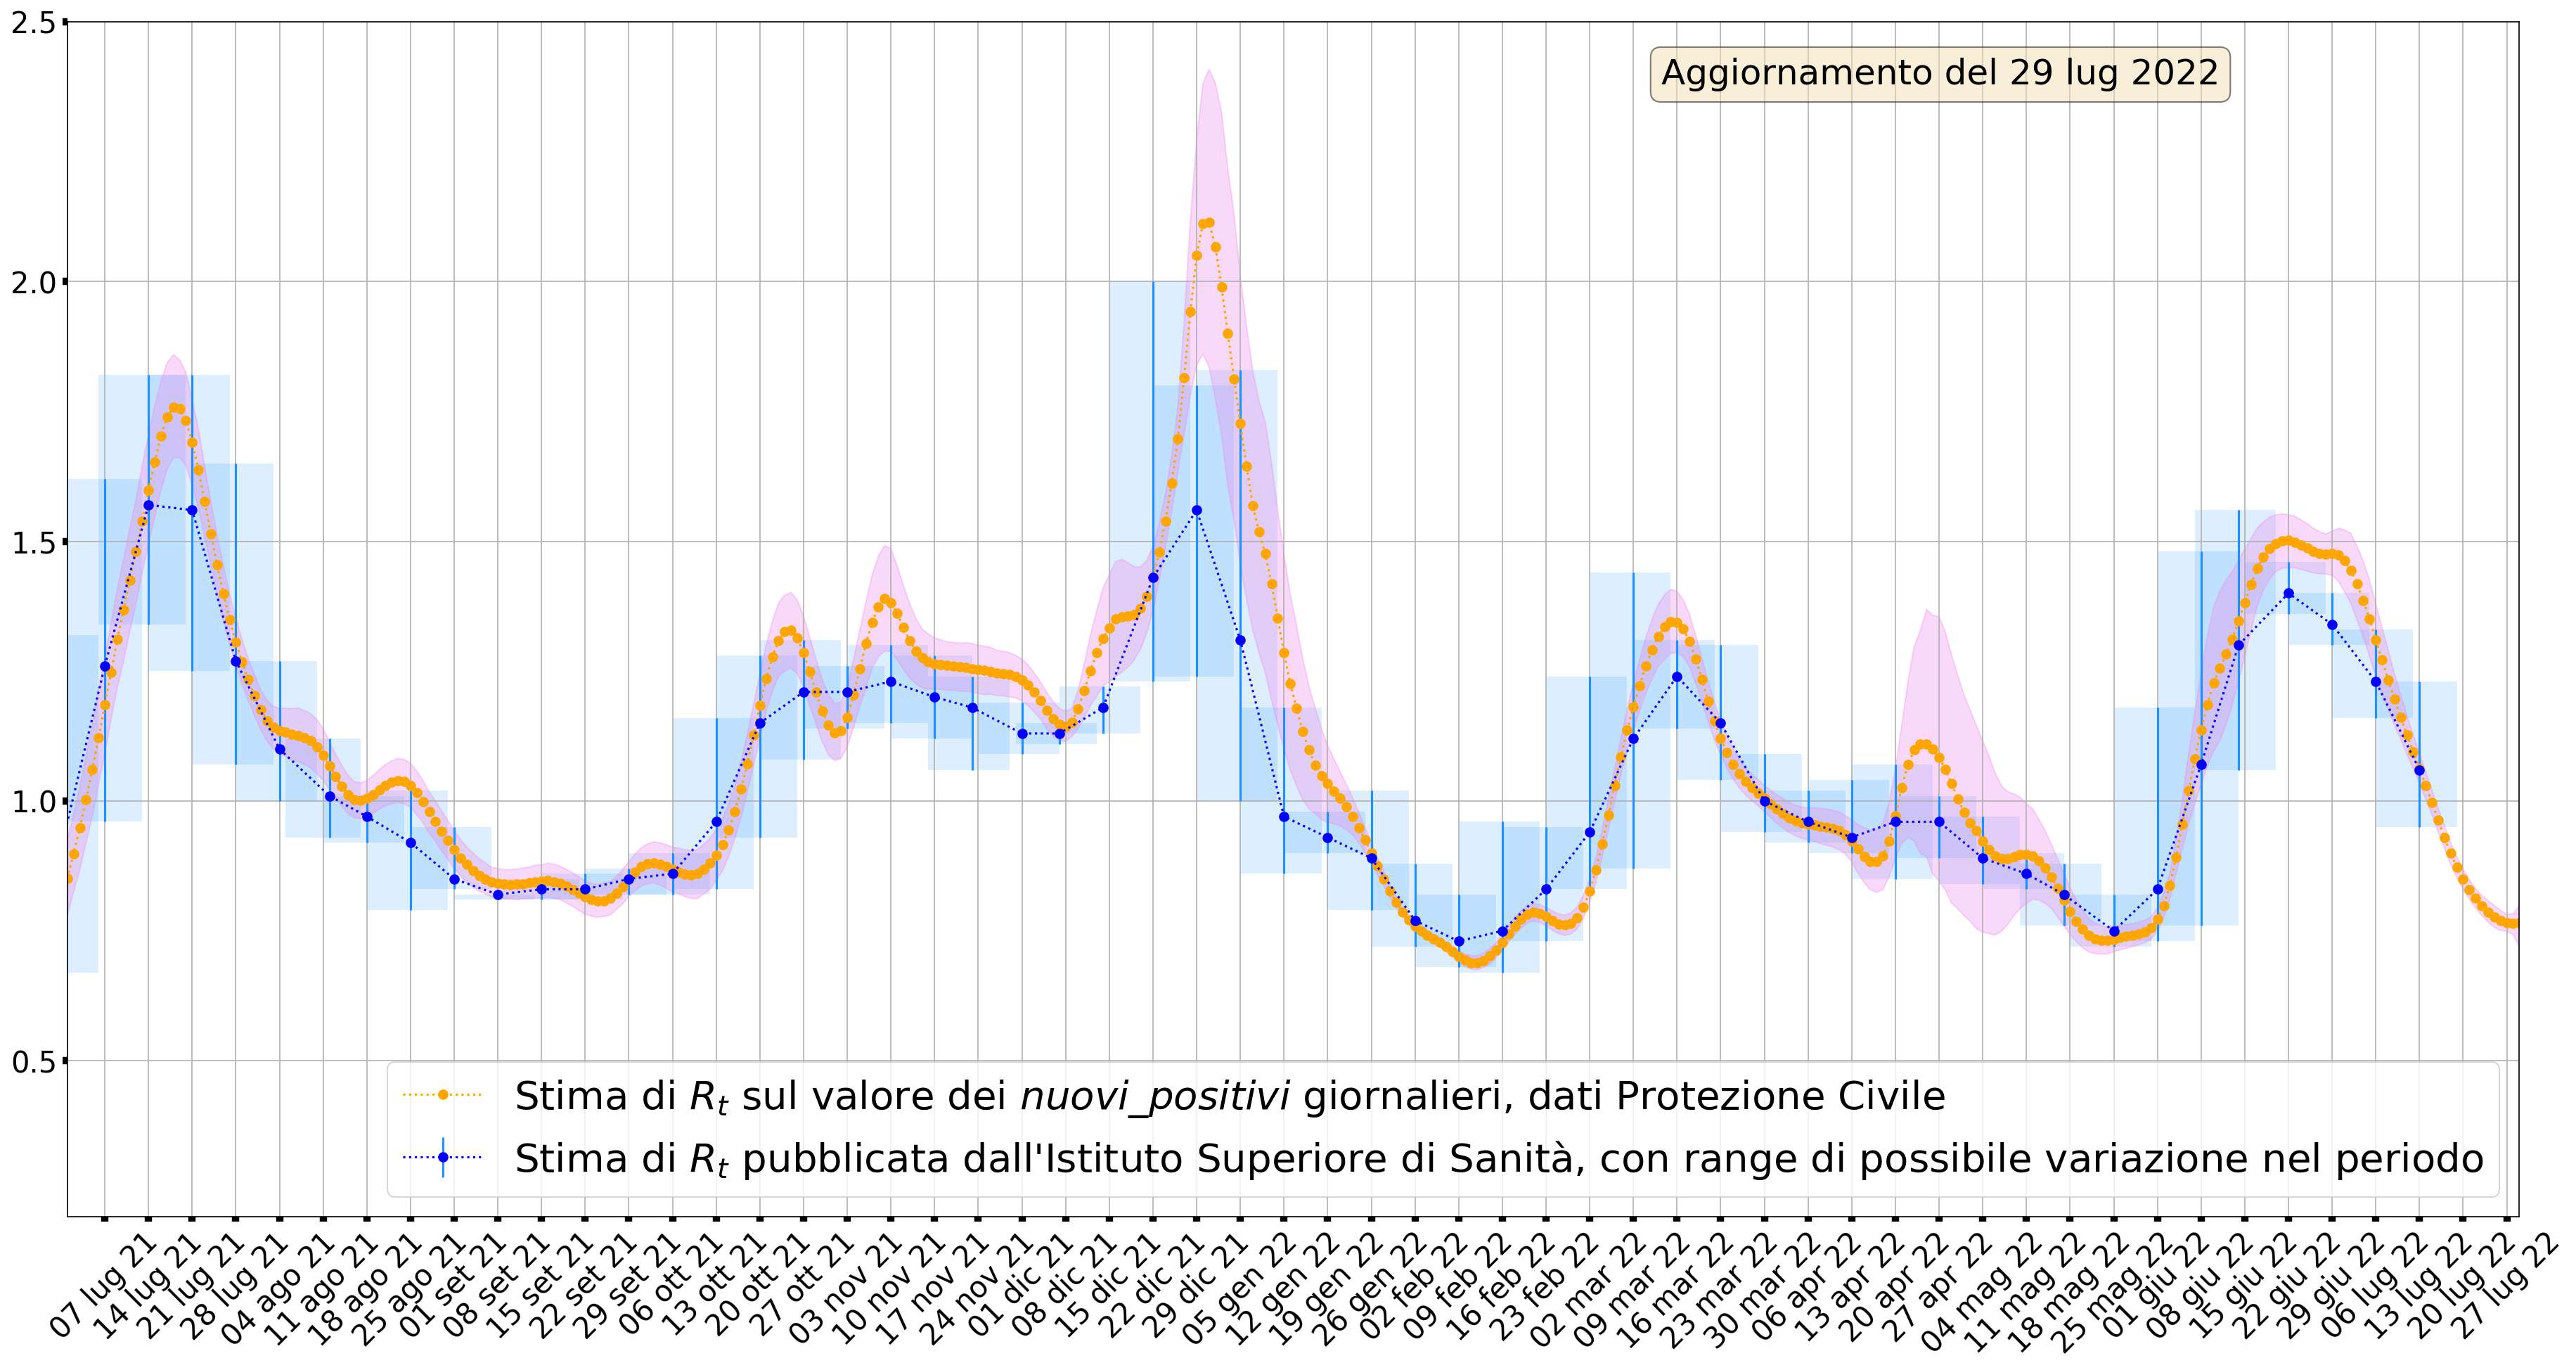 2.5
Aggiornamento del 29 lug 2022
2.0
1.5
1.0
0.5
Stima di Rt sul valore dei nuovi_positivi giornalieri, dati Protezione Civile
Stima di Rt pubblicata dall'Istituto Superiore di Sanità, con range di possibile variazione nel periodo
07 lug 21
14 lug 21
21 lug 21
28 lug 21
04 ago 21
11 ago 21
18 ago 21
25 ago 21
01 set 21
08 set 21
15 set 21
22 set 21
29 set 21
06 ott 21
13 ott 21
20 ott 21
27 ott 21
03 nov 21
10 nov 21
17 nov 21
24 nov 21
01 dic 21
08 dic 21
15 dic 21
22 dic 21
29 dic 21
05 gen 22
12 gen 22
19 gen 22
26 gen 22
02 feb 22
09 feb 22
16 feb 22
23 feb 22
02 mar 22
09 mar 22
16 mar 22
23 mar 22
30 mar 22
06 apr 22
13 apr 22
20 apr 22
27 apr 22
04 mag 22
11 mag 22
18 mag 22
25 mag 22
01 giu 22
08 giu 22
15 giu 22
22 giu 22
29 giu 22
06 lug 22
13 lug 22
20 lug 22
27 lug 22